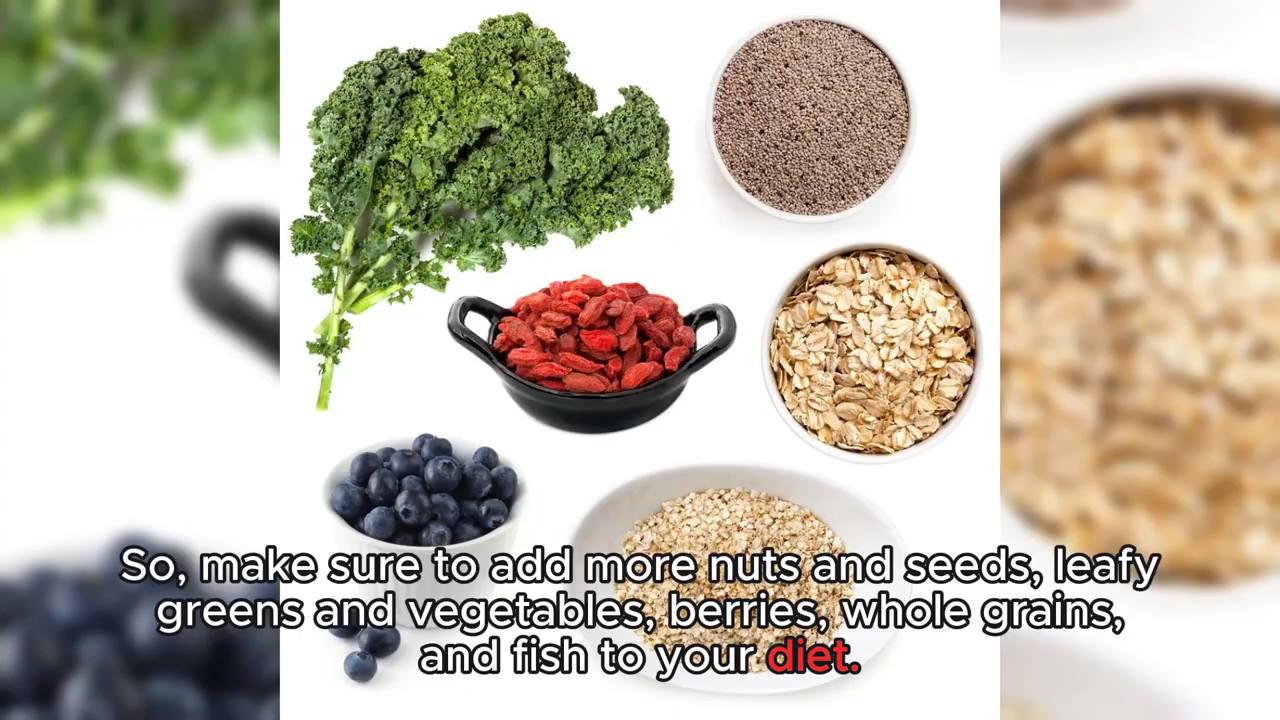 So, make sure to add more nuts and seeds, leafy
greens and vegetables, berries, whole grains,
and fish to your diet.